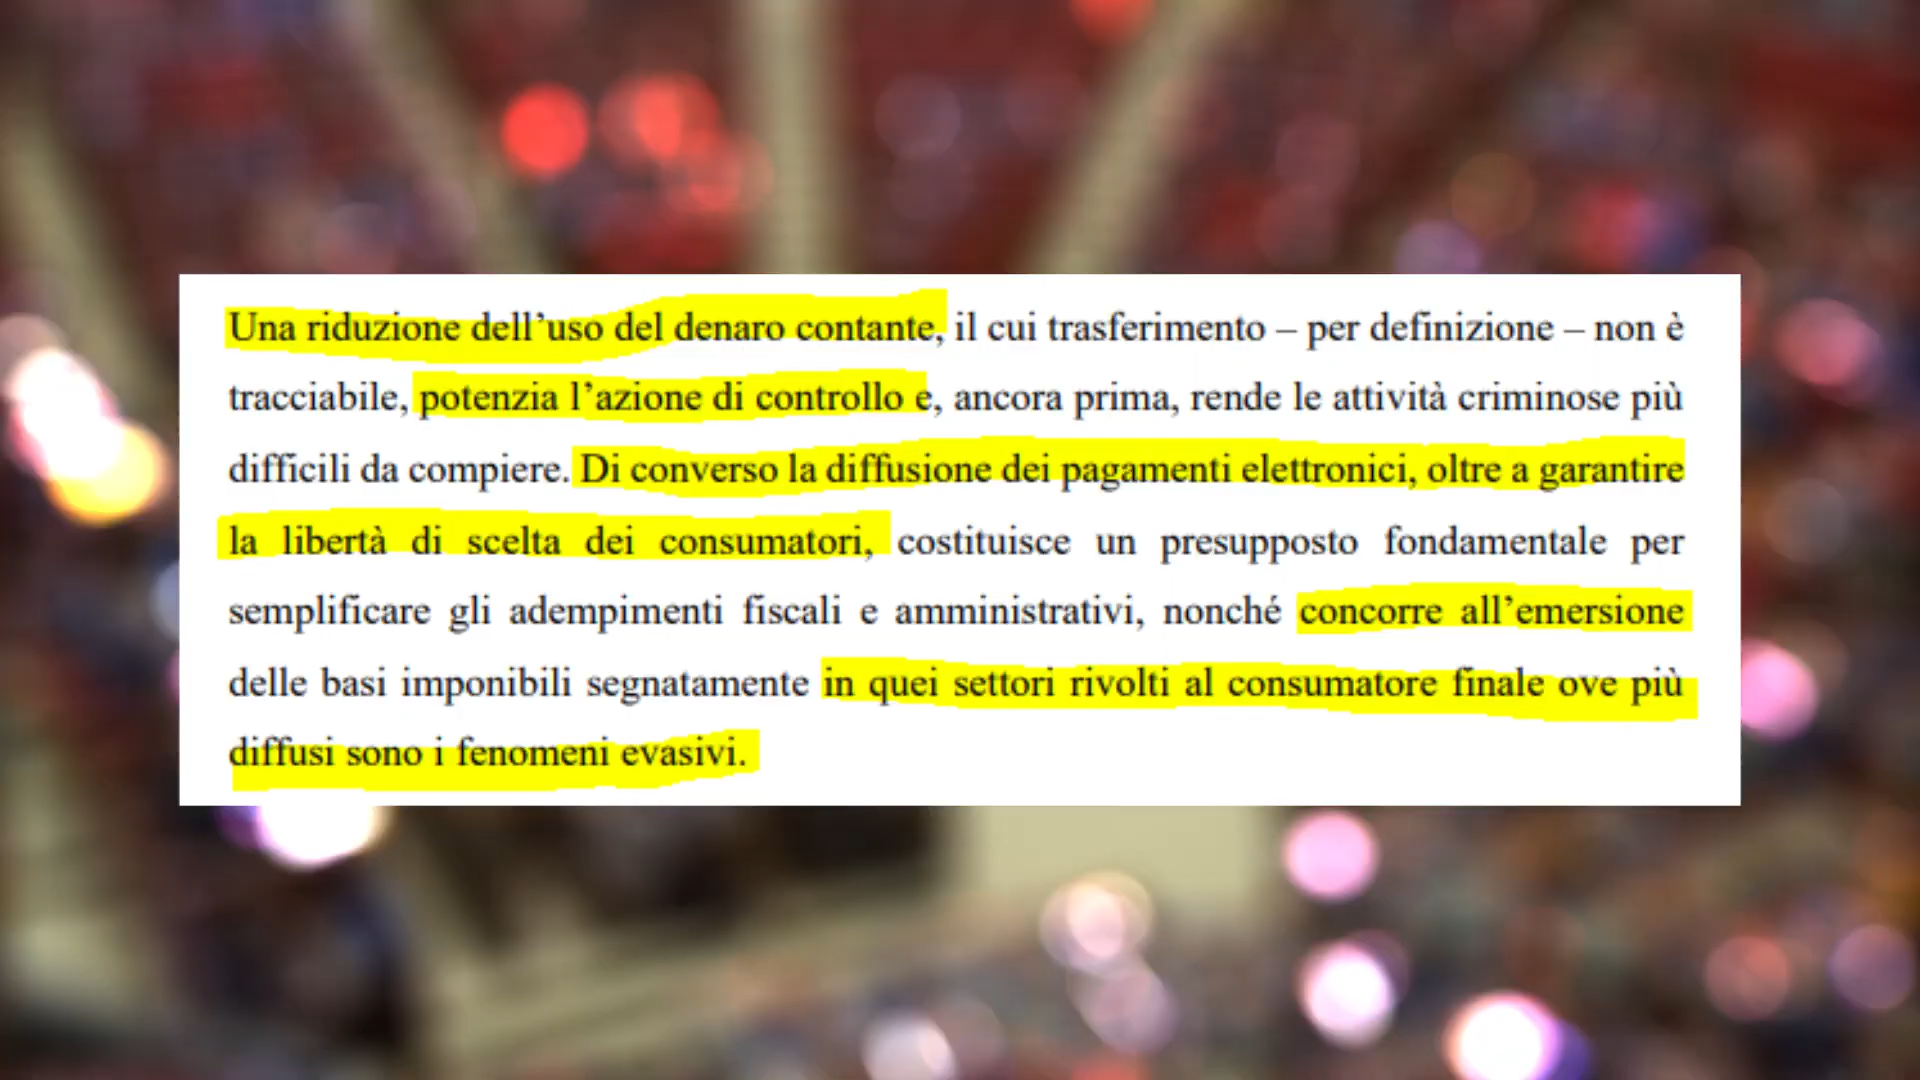 Una riduzione dell’uso del denaro contante, il cui trasferimento – per definizione – non è
tracciabile, potenzia l’azione di controllo e, ancora prima, rende le attività criminose più
difficili da compiere. Di converso la diffusione dei pagamenti elettronici, oltre a garantire
la libertà di scelta dei consumatori, costituisce un presupposto fondamentale per
semplificare gli adempimenti fiscali e amministrativi, nonché concorre all’emersione
delle basi imponibili segnatamente in quei settori rivolti al consumatore finale ove più
diffusi sono i fenomeni evasivi.